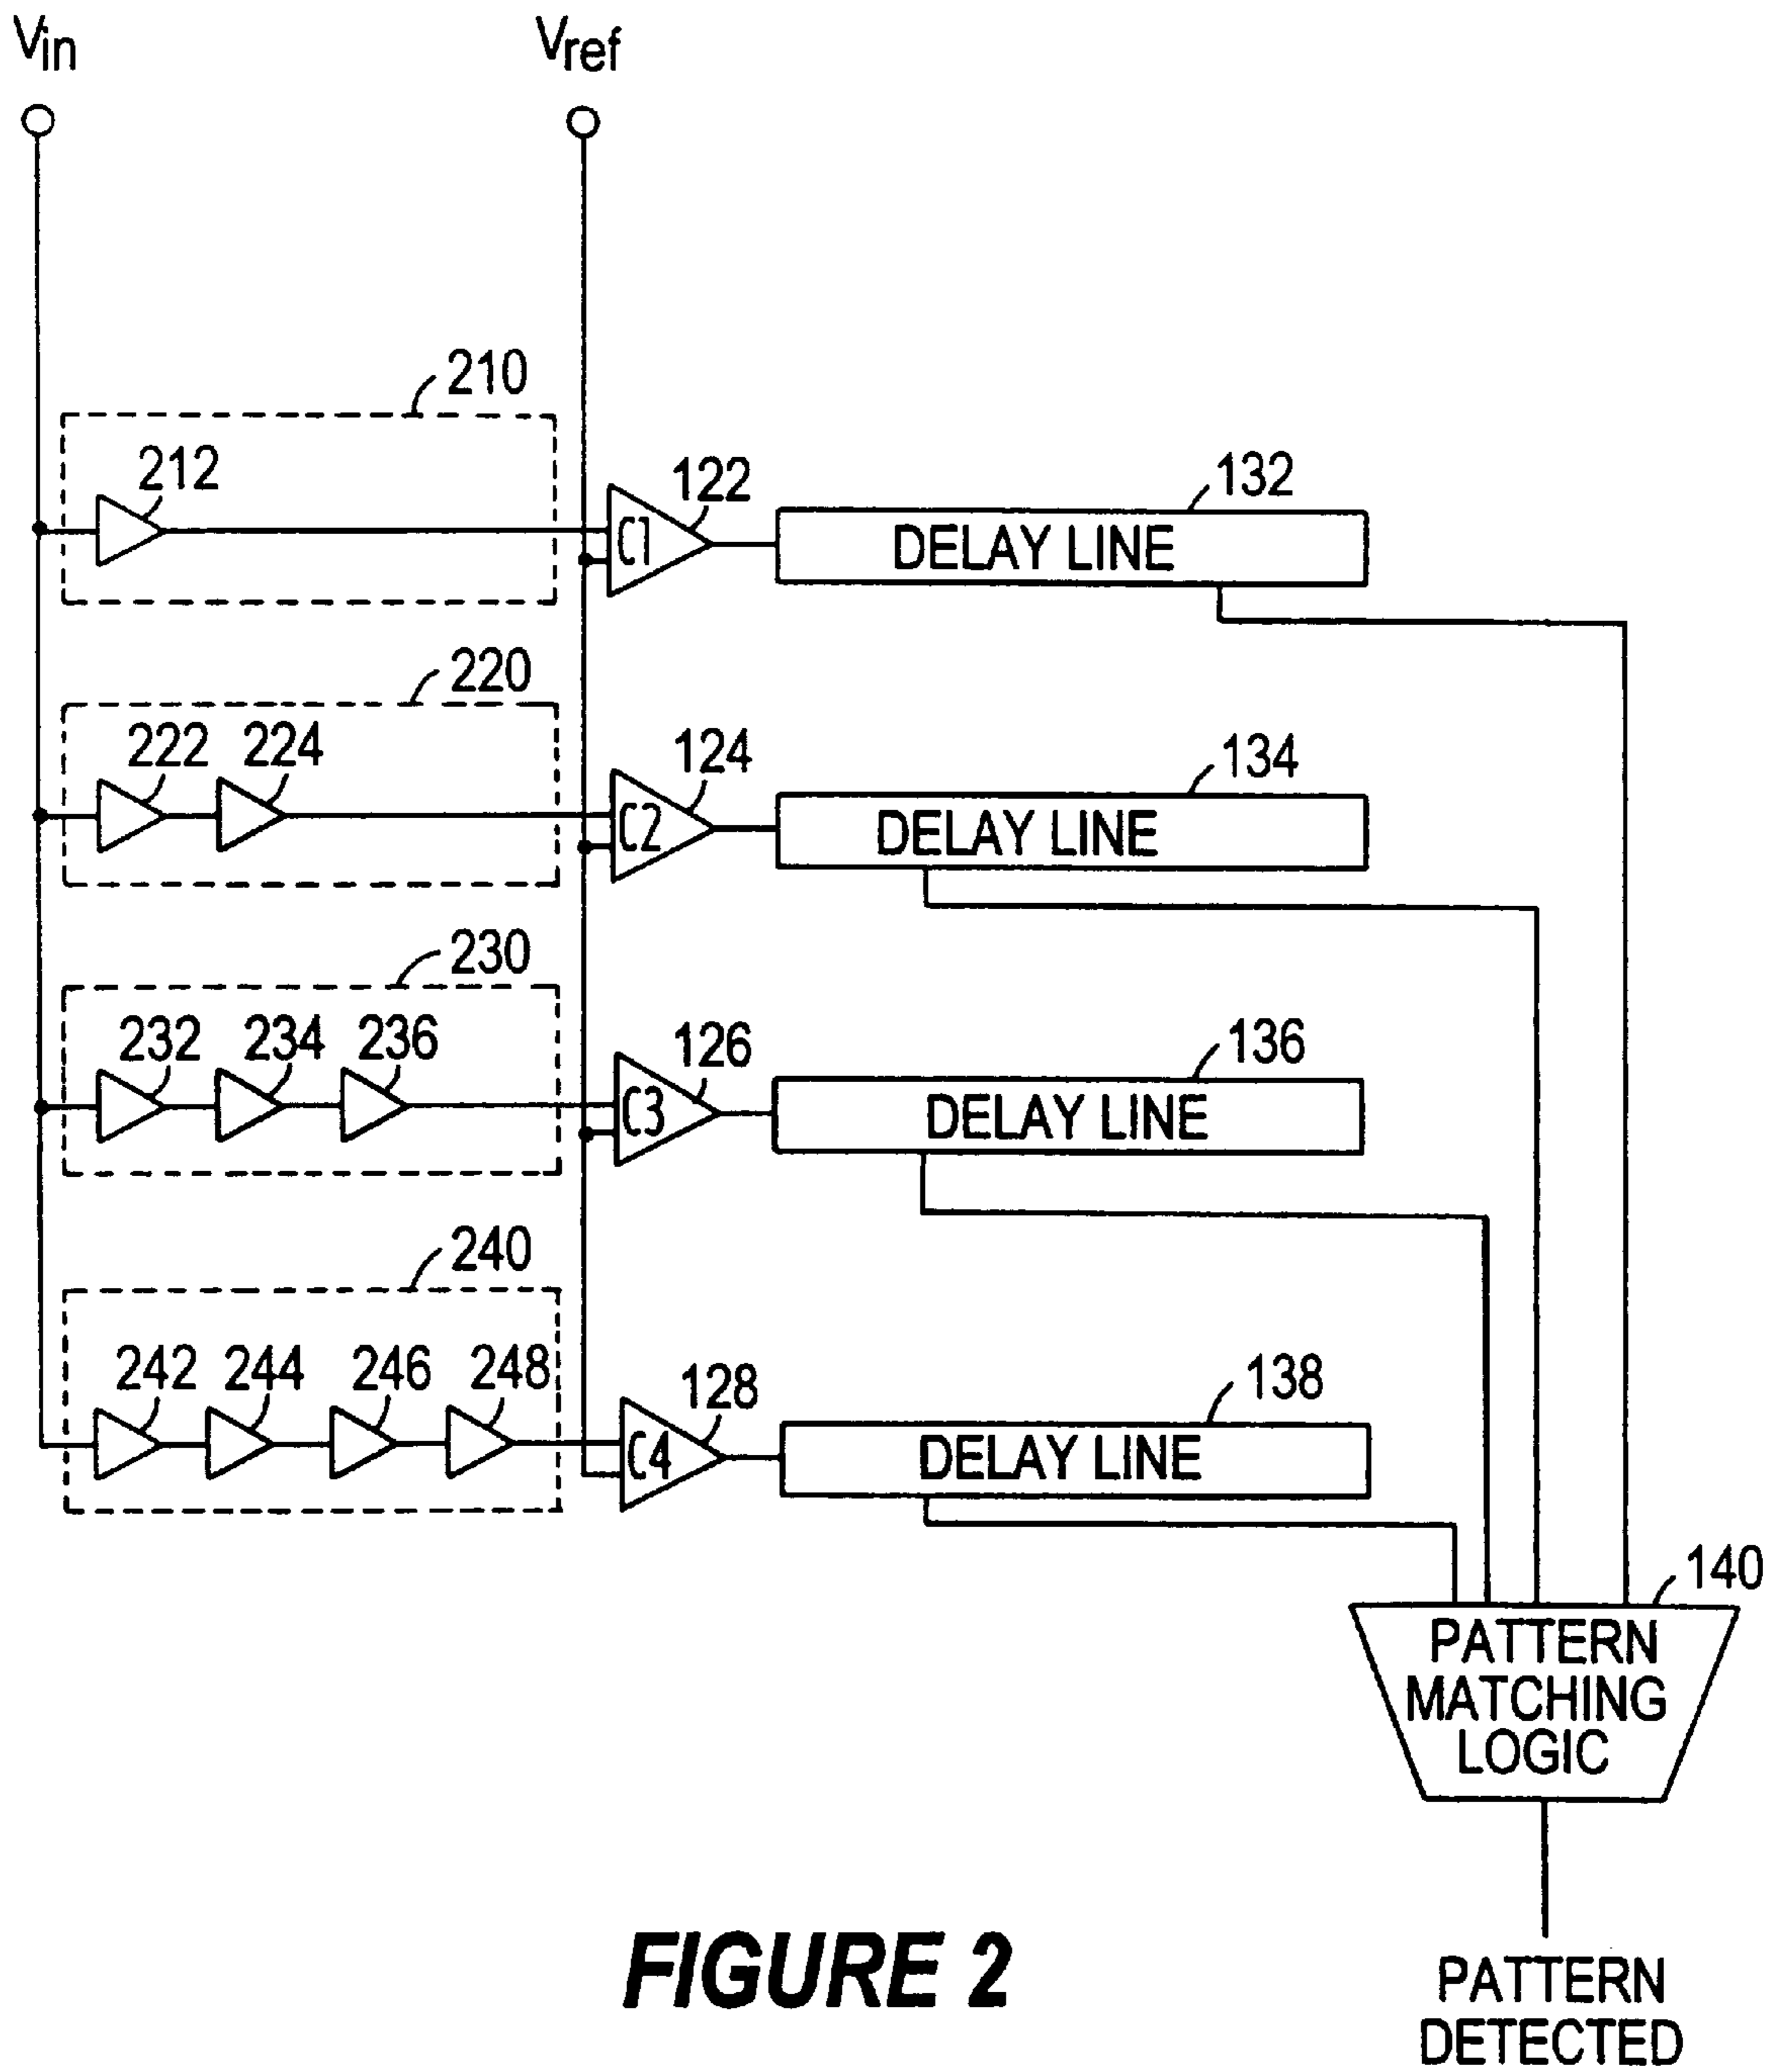 Vin
Vref
210
212
122
C1
132
DELAY LINE
220
222
224
124
C2
134
DELAY LINE
230
232
234
236
126
C3
136
DELAY LINE
240
242
244
246
248
128
C4
138
DELAY LINE
140
PATTERN
MATCHING
LOGIC
FIGURE 2
PATTERN
DETECTED